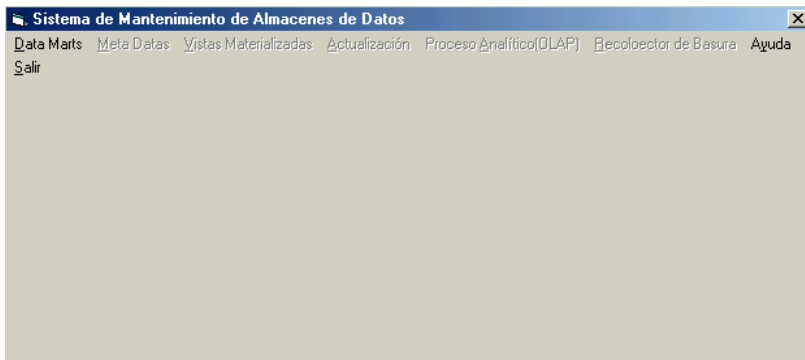 Sistema de Mantenimiento de Almacenes de Datos
Data Marts Meta Datas Vistas Materializadas Actualización Proceso Analítico(OLAP) Recoloector de Basura Ayuda
Salir